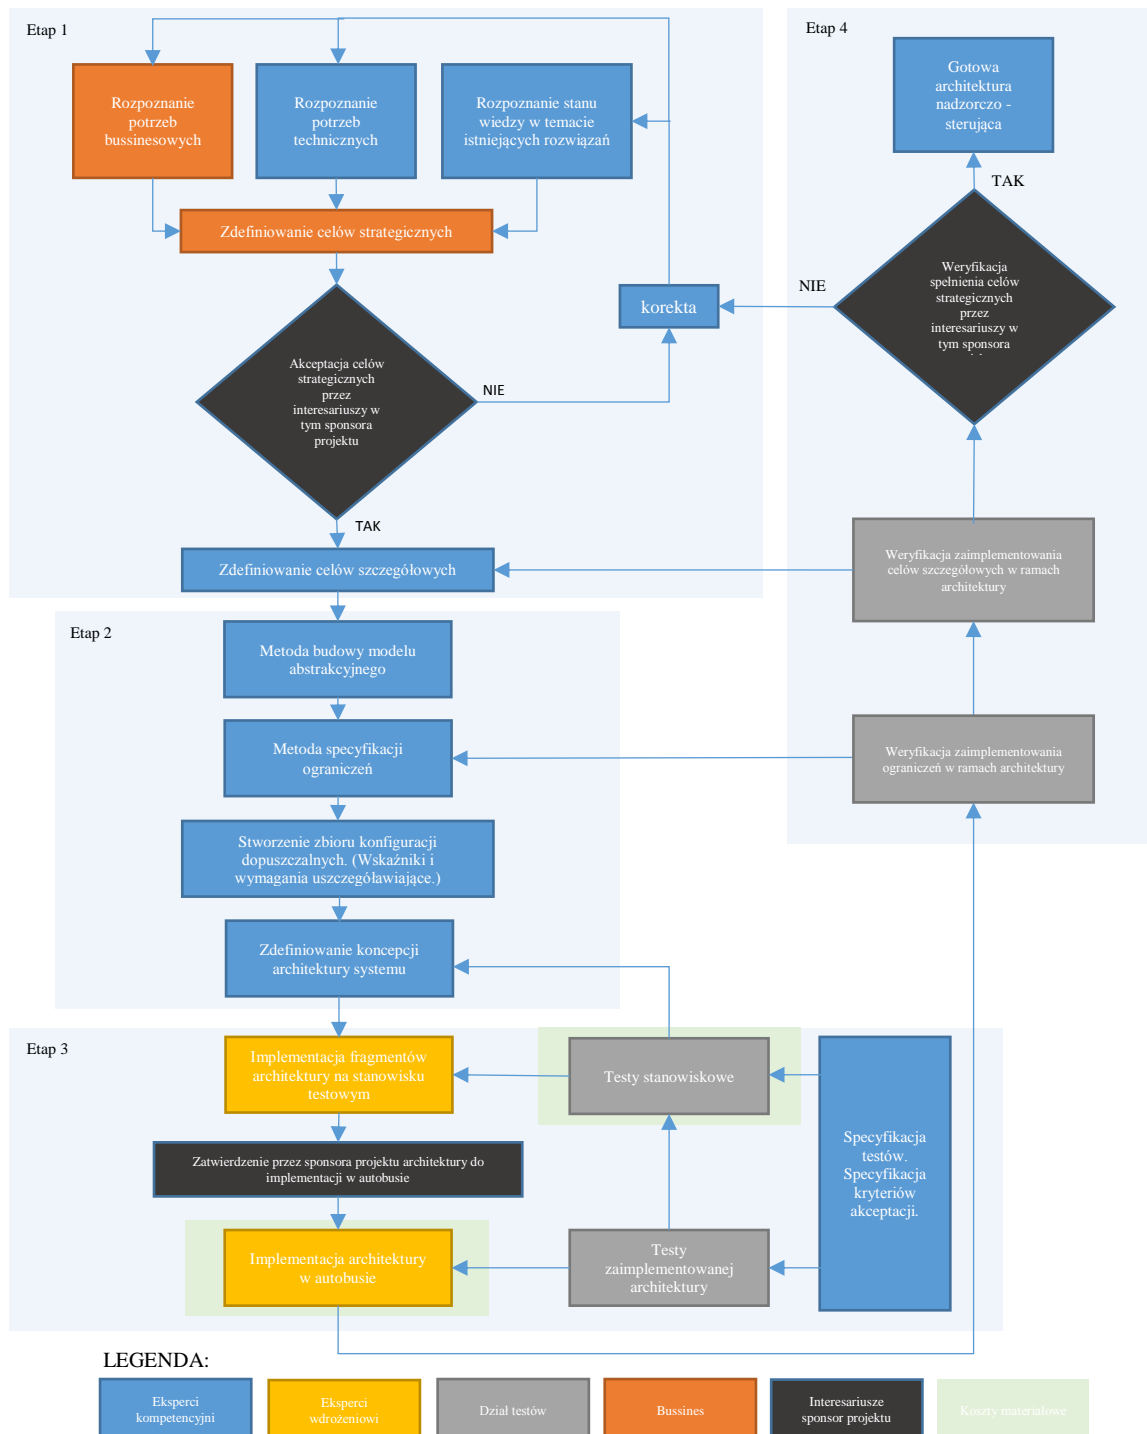 Etap 1
Rozpoznanie
potrzeb
bussinesowych
Rozpoznanie
potrzeb
technicznych
Rozpoznanie stanu
wiedzy w temacie
istniejących rozwiązań
Zdefiniowanie celów strategicznych
korekta
Akceptacja celów
strategicznych
przez
interesariuszy w
tym sponsora
projektu
NIE
TAK
Zdefiniowanie celów szczegółowych
Etap 2
Metoda budowy modelu
abstrakcyjnego
Metoda specyfikacji
ograniczeń
Stworzenie zbioru konfiguracji
dopuszczalnych. (Wskaźniki i
wymagania uszczegóławiające.)
Zdefiniowanie koncepcji
architektury systemu
Etap 3
Implementacja fragmentów
architektury na stanowisku
testowym
Testy stanowiskowe
Specyfikacja
testów.
Specyfikacja
kryteriów
akceptacji.
Zatwierdzenie przez sponsora projektu architektury do
implementacji w autobusie
Implementacja architektury
w autobusie
Testy
zaimplementowanej
architektury
Etap 4
Gotowa
architektura
nadzorczo -
sterująca
TAK
Weryfikacja
spełnienia celów
strategicznych
przez
interesariuszy w
tym sponsora
NIE
Weryfikacja zaimplementowania
celów szczegółowych w ramach
architektury
Weryfikacja zaimplementowania
ograniczeń w ramach architektury
LEGENDA:
Eksperci
kompetencyjni
Eksperci
wdrożeniowi
Dział testów
Bussines
Interesariusze
sponsor projektu
Koszty materiałowe